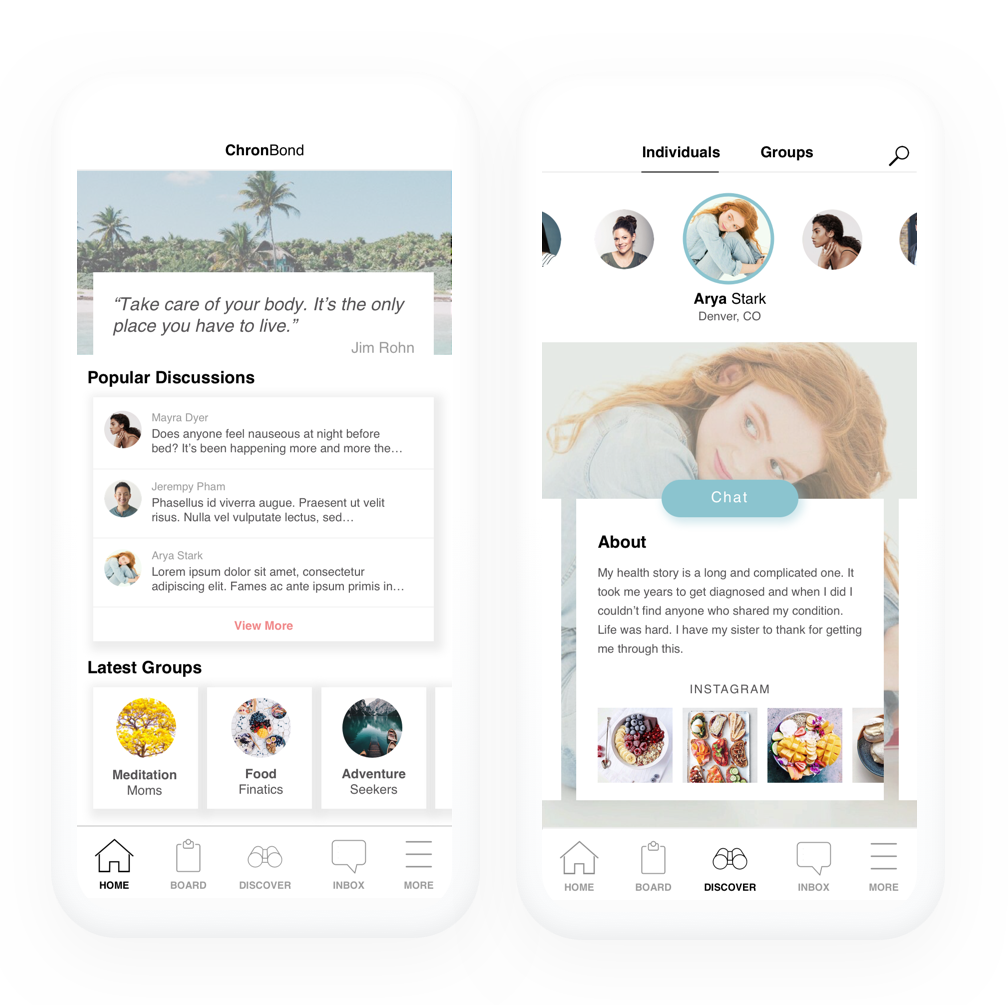 ChronBond
“Take care of your body. It’s the only
place you have to live.”
Jim Rohn
Popular Discussions
Mayra Dyer
Does anyone feel nauseous at night before
bed? It’s been happening more and more the…
Jerempy Pham
Phasellus id viverra augue. Praesent ut velit
risus. Nulla vel vulputate lectus, sed…
Arya Stark
Lorem ipsum dolor sit amet, consectetur
adipiscing elit. Fames ac ante ipsum primis in…
View More
Latest Groups
Meditation
Moms
Food
Finatics
Adventure
Seekers
HOME BOARD DISCOVER INBOX MORE
Individuals Groups
Arya Stark
Denver, CO
Chat
About
My health story is a long and complicated one. It
took me years to get diagnosed and when I did I
couldn’t find anyone who shared my condition.
Life was hard. I have my sister to thank for getting
me through this.
INSTAGRAM
HOME BOARD DISCOVER INBOX MORE